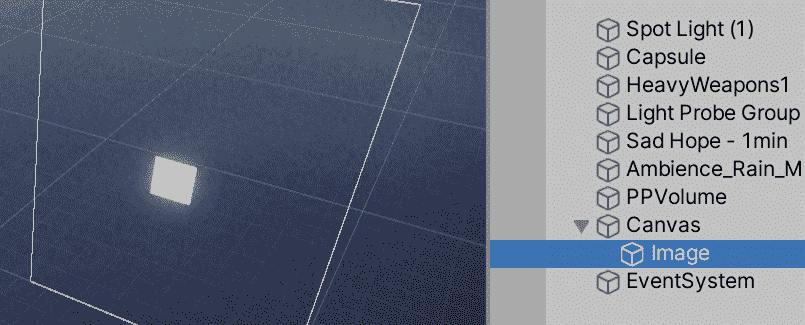 Spot Light (1)
Capsule
HeavyWeapons1
Light Probe Group
Sad Hope - 1min
Ambience_Rain_M
PPVolume
Canvas
Image
EventSystem